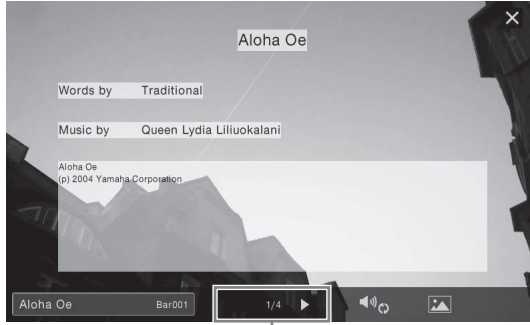 Aloha Oe
Words by Traditional
Music by Queen Lydia Liliuokalani
Aloha Oe
(p) 2004 Yamaha Corporation
Aloha Oe Bar001 1/4